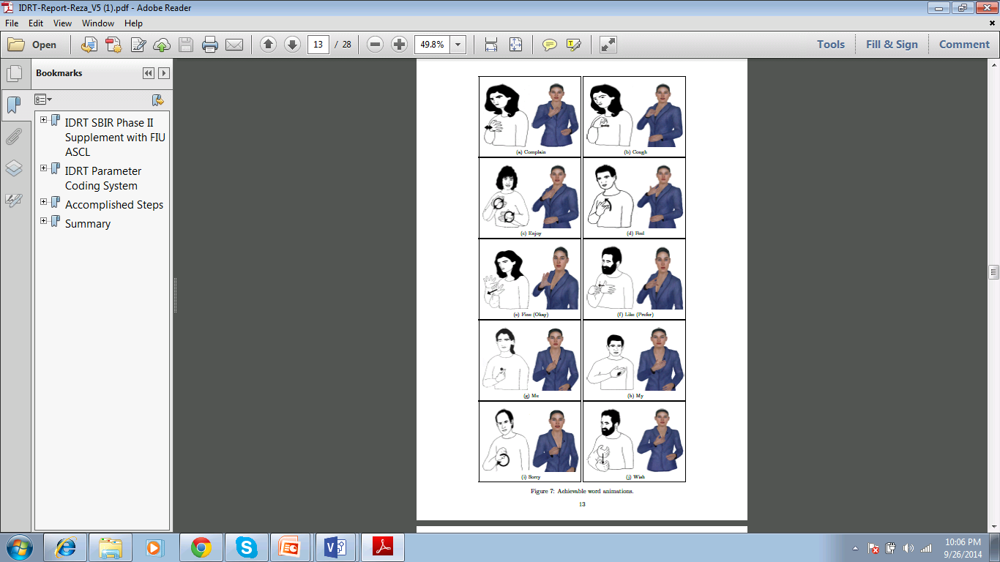 IDRT-Report-Reza_V5 (1).pdf - Adobe Reader
File Edit View Window Help
Open 13 / 28 49.8% Tools Fill & Sign Comment
Bookmarks
IDRT SBIR Phase II
Supplement with FIU
ASCL
IDRT Parameter
Coding System
Accomplished Steps
Summary
(a) Complain
(b) Cough
(c) Enjoy
(d) Feel
(e) Fine (Okay)
(f) Like (Prefer)
(g) Me
(h) My
(i) Sorry
(j) Wish
Figure 7: Achievable word animations.
13
10:06 PM
9/26/2014